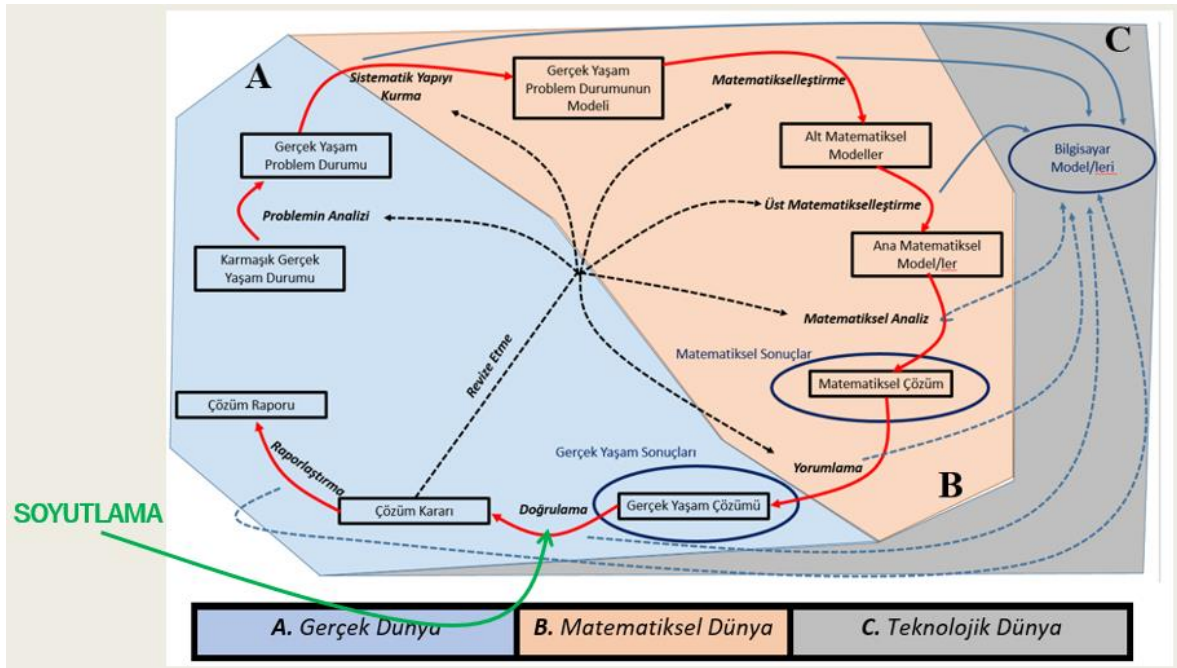 A
C
Sistematik Yapıyı
Kurma
Gerçek Yaşam
Problem Durumunun
Modeli
Matematikselleştirme
Gerçek Yaşam
Problem Durumu
Alt Matematiksel
Modeller
Bilgisayar
Model/leri
Problemin Analizi
Üst Matematikselleştirme
Karmaşık Gerçek
Yaşam Durumu
Ana Matematiksel
Model/ler
Matematiksel Analiz
Revize Etme
Matematiksel Sonuçlar
Matematiksel Çözüm
Çözüm Raporu
Gerçek Yaşam Sonuçları
Yorumlama
B
Raporlaştırma
SOYUTLAMA
Çözüm Kararı
Doğrulama
Gerçek Yaşam Çözümü
A. Gerçek Dünya
B. Matematiksel Dünya
C. Teknolojik Dünya